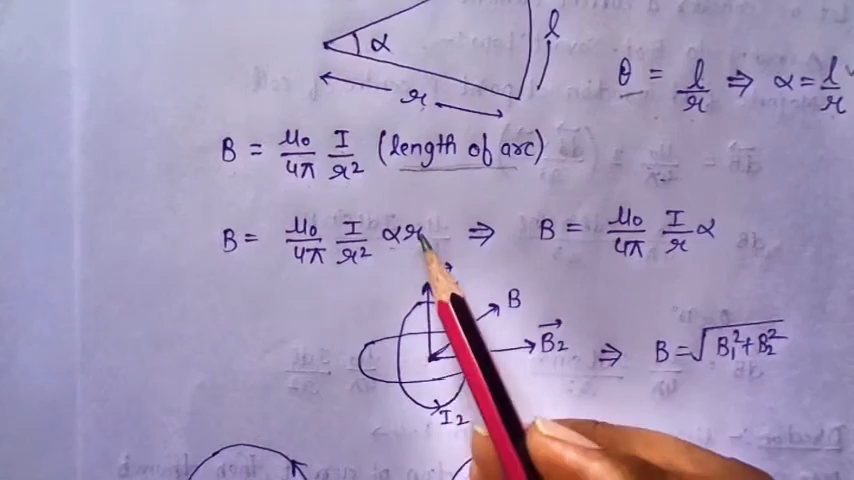 α
l
r
θ = l/r ⇒ α = l/r
B = μ₀/4π I/r² (length of arc)
B = μ₀/4π I/r² αr ⇒ B = μ₀/4π I/r α
B
B₂ ⇒ B = √B₁²+B₂²
I₂